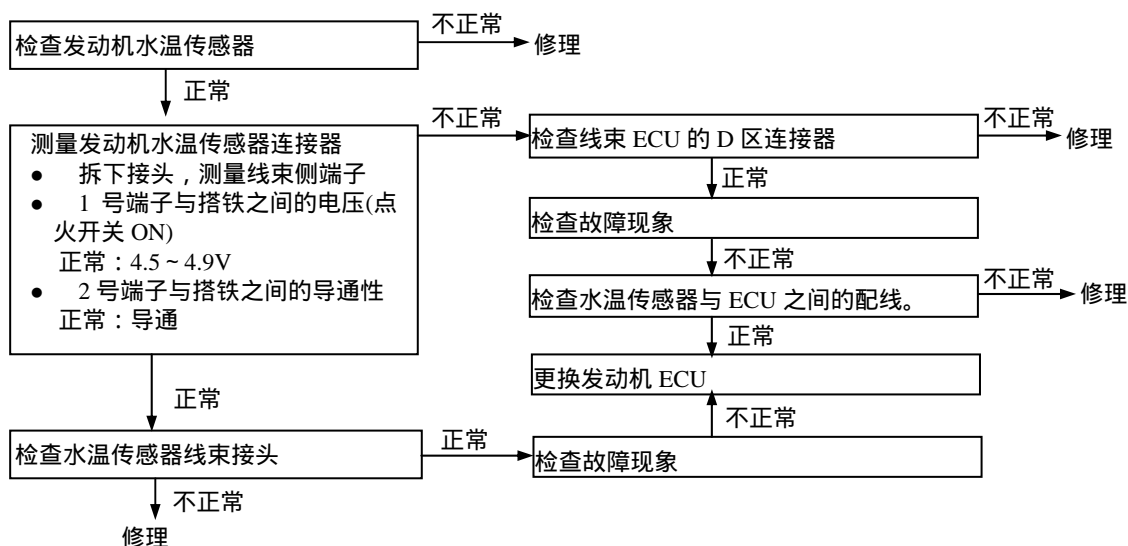 检查发动机水温传感器
不正常
修理
正常
测量发动机水温传感器连接器
● 拆下接头，测量线束侧端子
● 1 号端子与搭铁之间的电压(点
火开关 ON)
正常：4.5～4.9V
● 2 号端子与搭铁之间的导通性
正常：导通
不正常
检查线束 ECU 的 D 区连接器
不正常
修理
正常
检查故障现象
不正常
检查水温传感器与 ECU 之间的配线。
不正常
修理
正常
更换发动机 ECU
不正常
正常
检查水温传感器线束接头
正常
检查故障现象
不正常
修理